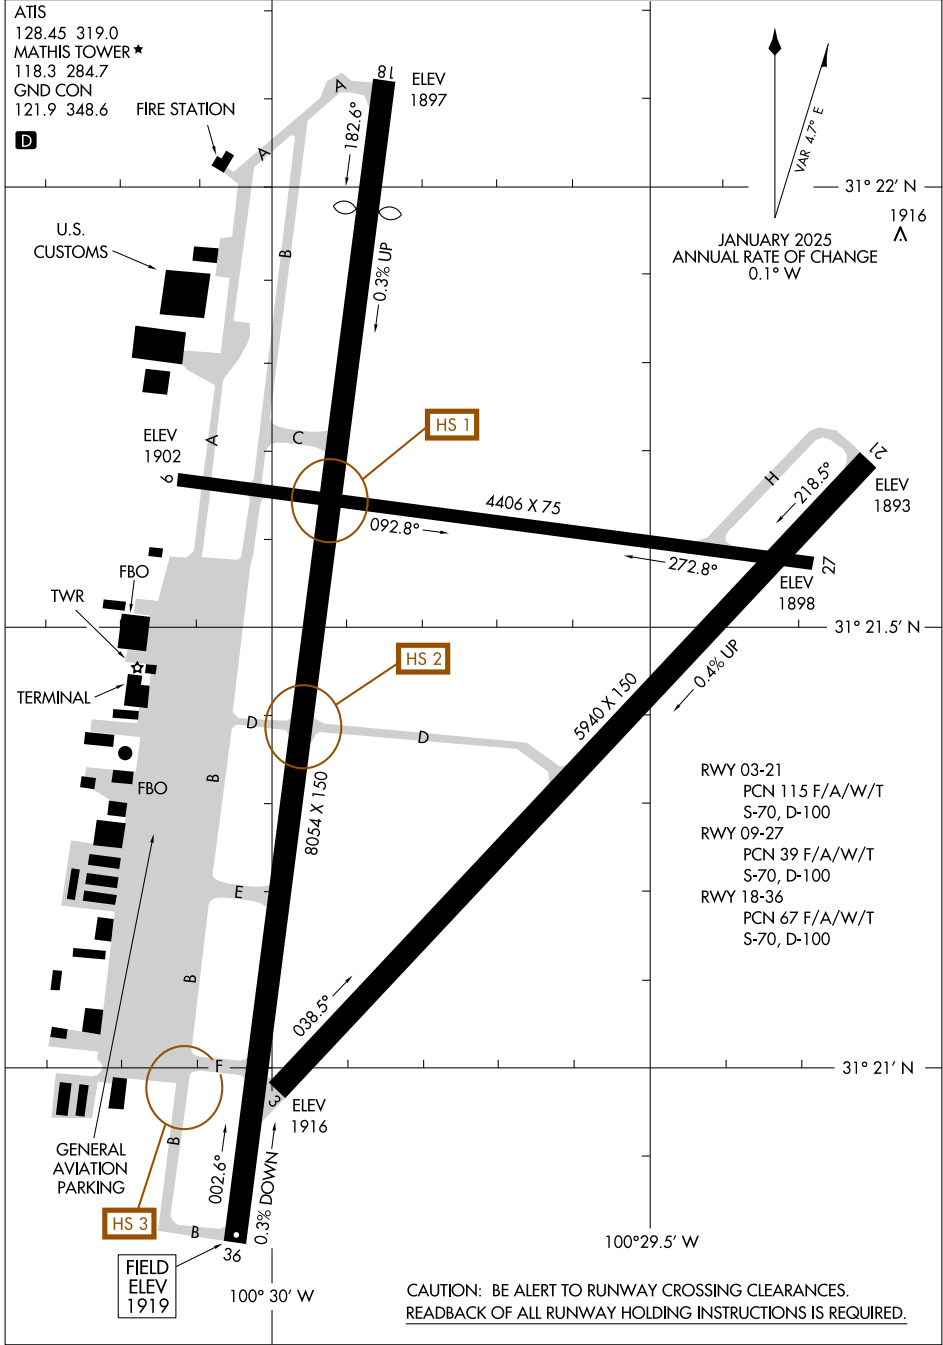 ATIS
128.45 319.0
MATHIS TOWER ★
118.3 284.7
GND CON
121.9 348.6
D
FIRE STATION
A
18
ELEV
1897
182.6°
A
VAR 4.7° E
31° 22' N
1916
JANUARY 2025
ANNUAL RATE OF CHANGE
0.1° W
U.S.
CUSTOMS
B
0.3% UP
HS 1
ELEV
1902
A
C
9
4406 X 75
092.8°
272.8°
H
218.5°
21
ELEV
1893
27
ELEV
1898
FBO
TWR
TERMINAL
31° 21.5' N
HS 2
0.4% UP
5940 X 150
D
D
B
FBO
8054 X 150
RWY 03-21
PCN 115 F/A/W/T
S-70, D-100
RWY 09-27
PCN 39 F/A/W/T
S-70, D-100
RWY 18-36
PCN 67 F/A/W/T
S-70, D-100
E
B
038.5°
F
31° 21' N
3
ELEV
1916
GENERAL
AVIATION
PARKING
B
002.6°
0.3% DOWN
HS 3
B
36
FIELD
ELEV
1919
100° 30' W
100°29.5' W
CAUTION: BE ALERT TO RUNWAY CROSSING CLEARANCES.
READBACK OF ALL RUNWAY HOLDING INSTRUCTIONS IS REQUIRED.